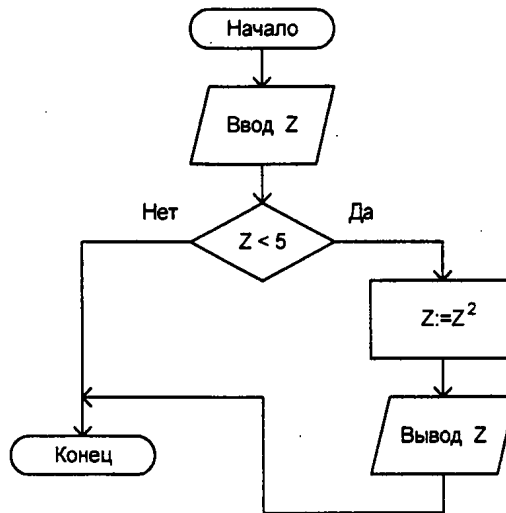 Начало
Ввод Z
Нет
Да
Z < 5
Z:=Z²
Вывод Z
Конец